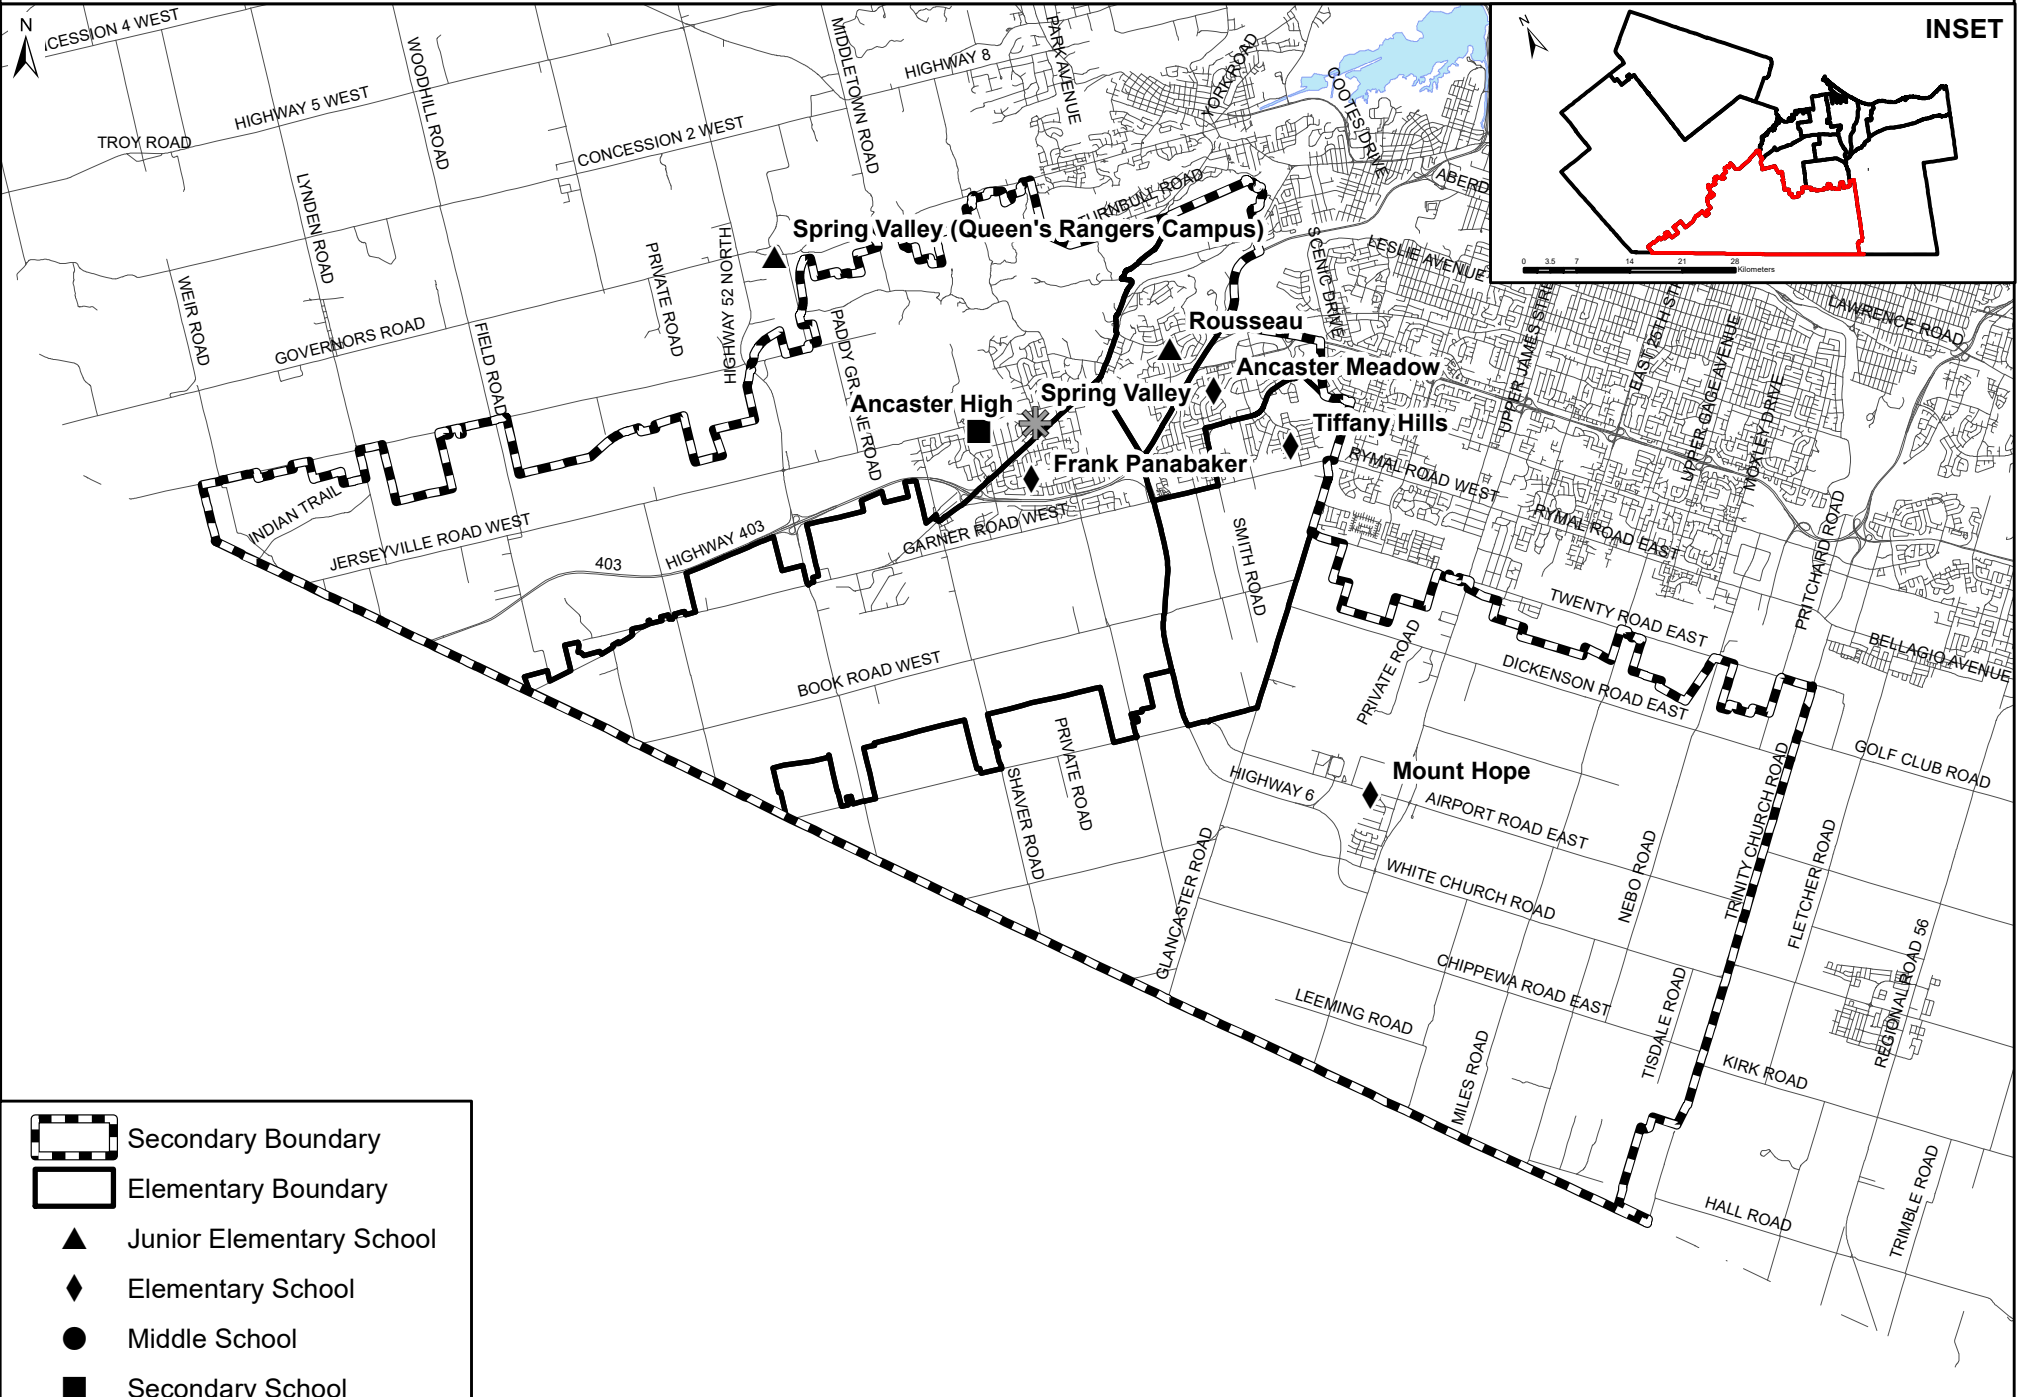 N
CESSION 4 WEST
WOODHILL ROAD
MIDDLETOWN ROAD
HIGHWAY 8
PARK AVENUE
YORK ROAD
COOTES DRIVE
N
INSET
0 3.5 7 14 21 28
Kilometers
HIGHWAY 5 WEST
TROY ROAD
CONCESSION 2 WEST
LYNDEN ROAD
TURNBULL ROAD
ABERD
Spring Valley (Queen's Rangers Campus)
PRIVATE ROAD
HIGHWAY 52 NORTH
SCENIC DRIVE
LESLIE AVENUE
WEIR ROAD
GOVERNORS ROAD
FIELD ROAD
Rousseau
UPPER JAMES STRE
EAST 25TH ST
UPPER GAGE AVENUE
MOXLEY DRIVE
LAWRENCE ROAD
Ancaster Meadow
Spring Valley
Ancaster High
Tiffany Hills
Frank Panabaker
RYMAL ROAD WEST
RYMAL ROAD EAST
PRITCHARD ROAD
INDIAN TRAIL
JERSEYVILLE ROAD WEST
403
HIGHWAY 403
GARNER ROAD WEST
SMITH ROAD
TWENTY ROAD EAST
BELLAGIO AVENUE
BOOK ROAD WEST
PRIVATE ROAD
DICKENSON ROAD EAST
PRIVATE ROAD
SHAVER ROAD
GOLF CLUB ROAD
Mount Hope
HIGHWAY 6
AIRPORT ROAD EAST
TRINITY CHURCH ROAD
FLETCHER ROAD
GLANCASTER ROAD
WHITE CHURCH ROAD
NEBO ROAD
REGIONAL ROAD 56
CHIPPEWA ROAD EAST
LEEMING ROAD
TISDALE ROAD
MILES ROAD
KIRK ROAD
HALL ROAD
TRIMBLE ROAD
Secondary Boundary
Elementary Boundary
Junior Elementary School
Elementary School
Middle School
Secondary School